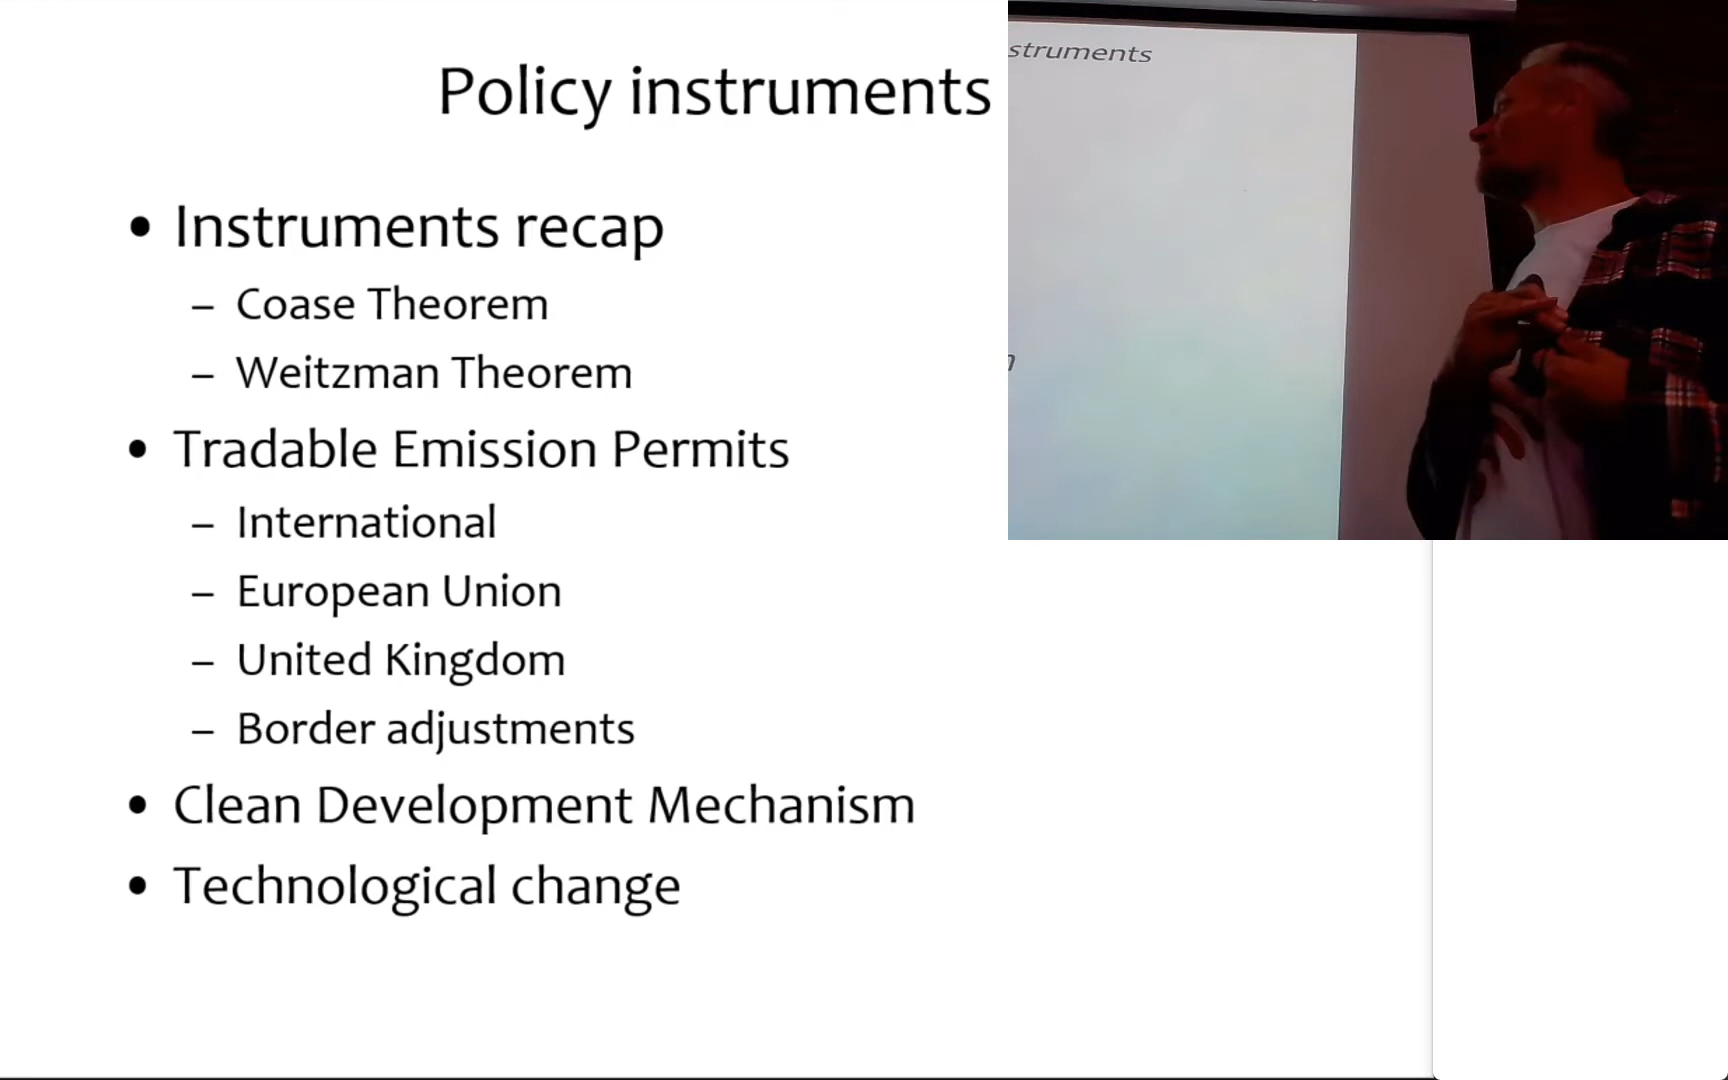 Policy instruments
• Instruments recap
– Coase Theorem
– Weitzman Theorem
• Tradable Emission Permits
– International
– European Union
– United Kingdom
– Border adjustments
• Clean Development Mechanism
• Technological change
struments